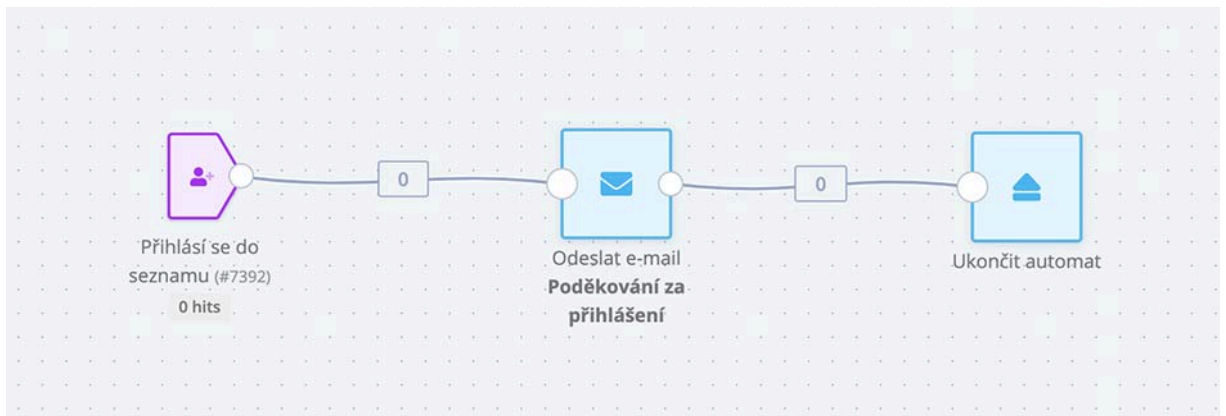 0
0
Přihlásí se do
seznamu (#7392)
0 hits
Odeslat e-mail
Poděkování za
přihlášení
Ukončit automat